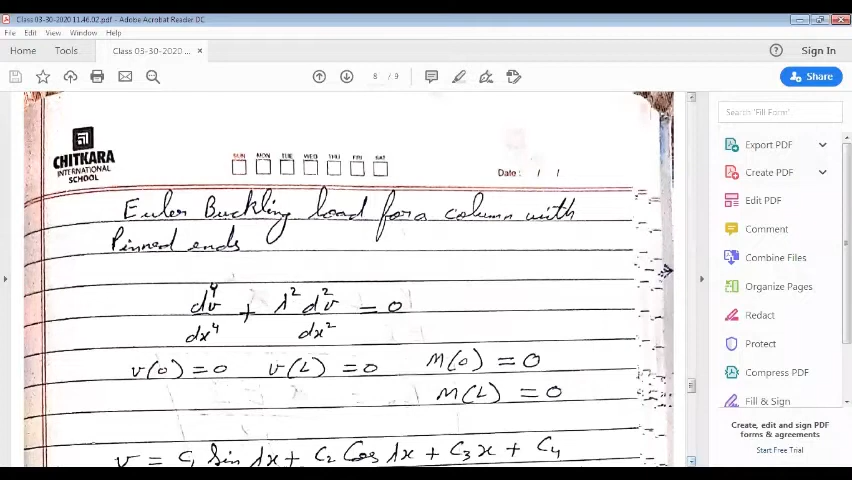 Class 03-30-2020 11.46.02.pdf - Adobe Acrobat Reader DC
File Edit View Window Help
Home Tools Class 03-30-2020 ... × Sign In
8 / 9 Share
CHITKARA
INTERNATIONAL
SCHOOL
SUN MON TUE WED THU FRI SAT
Date : / /
Euler Buckling load for a column with
Pinned ends
d⁴v/dx⁴ + λ² d²v/dx² = 0
v(0) = 0 v(L) = 0 M(0) = 0
M(L) = 0
v = C₁ Sin λx + C₂ Cos λx + C₃ x + C₄
Search "Fill Form"
Export PDF
Create PDF
Edit PDF
Comment
Combine Files
Organize Pages
Redact
Protect
Compress PDF
Fill & Sign
Create, edit and sign PDF
forms & agreements
Start Free Trial